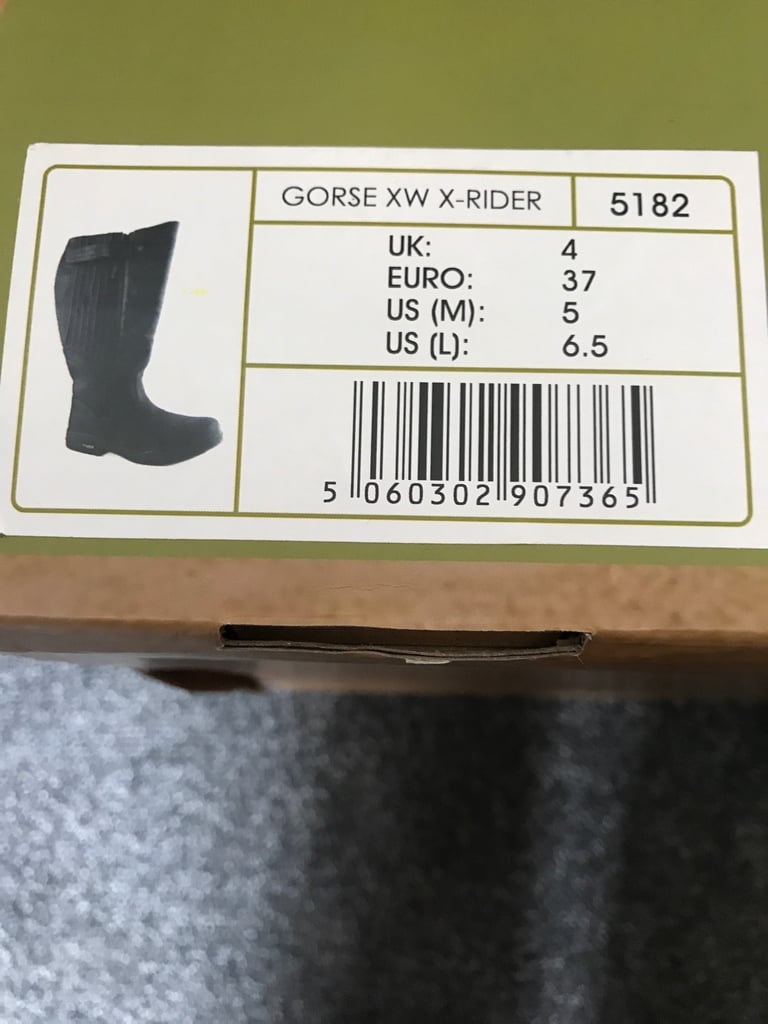 GORSE XW X-RIDER 5182
UK: 4
EURO: 37
US (M): 5
US (L): 6.5
5 060302 907365